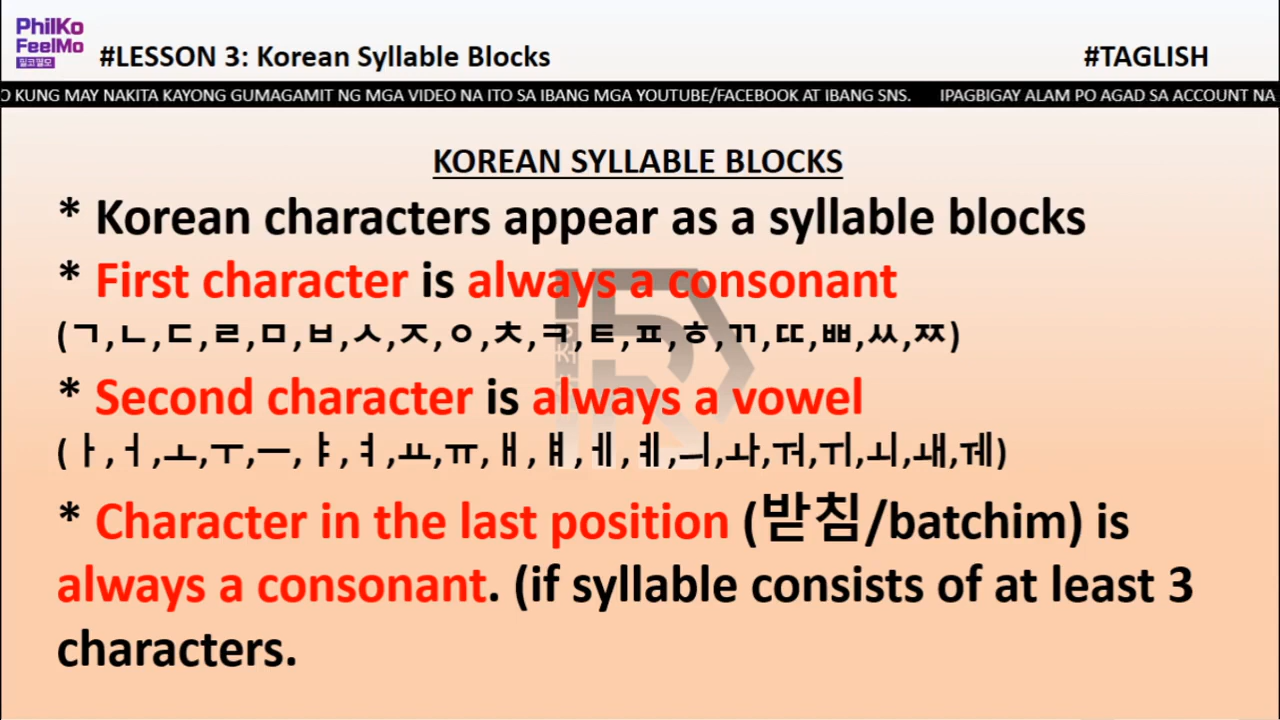 PhilKo
FeelMo
필코필모
#LESSON 3: Korean Syllable Blocks
#TAGLISH
O KUNG MAY NAKITA KAYONG GUMAGAMIT NG MGA VIDEO NA ITO SA IBANG MGA YOUTUBE/FACEBOOK AT IBANG SNS. IPAGBIGAY ALAM PO AGAD SA ACCOUNT NA
KOREAN SYLLABLE BLOCKS
* Korean characters appear as a syllable blocks
* First character is always a consonant
(ㄱ,ㄴ,ㄷ,ㄹ,ㅁ,ㅂ,ㅅ,ㅈ,ㅇ,ㅊ,ㅋ,ㅌ,ㅍ,ㅎ,ㄲ,ㄸ,ㅃ,ㅆ,ㅉ)
* Second character is always a vowel
(ㅏ,ㅓ,ㅗ,ㅜ,ㅡ,ㅑ,ㅕ,ㅛ,ㅠ,ㅐ,ㅒ,ㅔ,ㅖ,ㅢ,ㅘ,ㅝ,ㅟ,ㅚ,ㅙ,ㅞ)
* Character in the last position (받침/batchim) is
always a consonant. (if syllable consists of at least 3
characters.